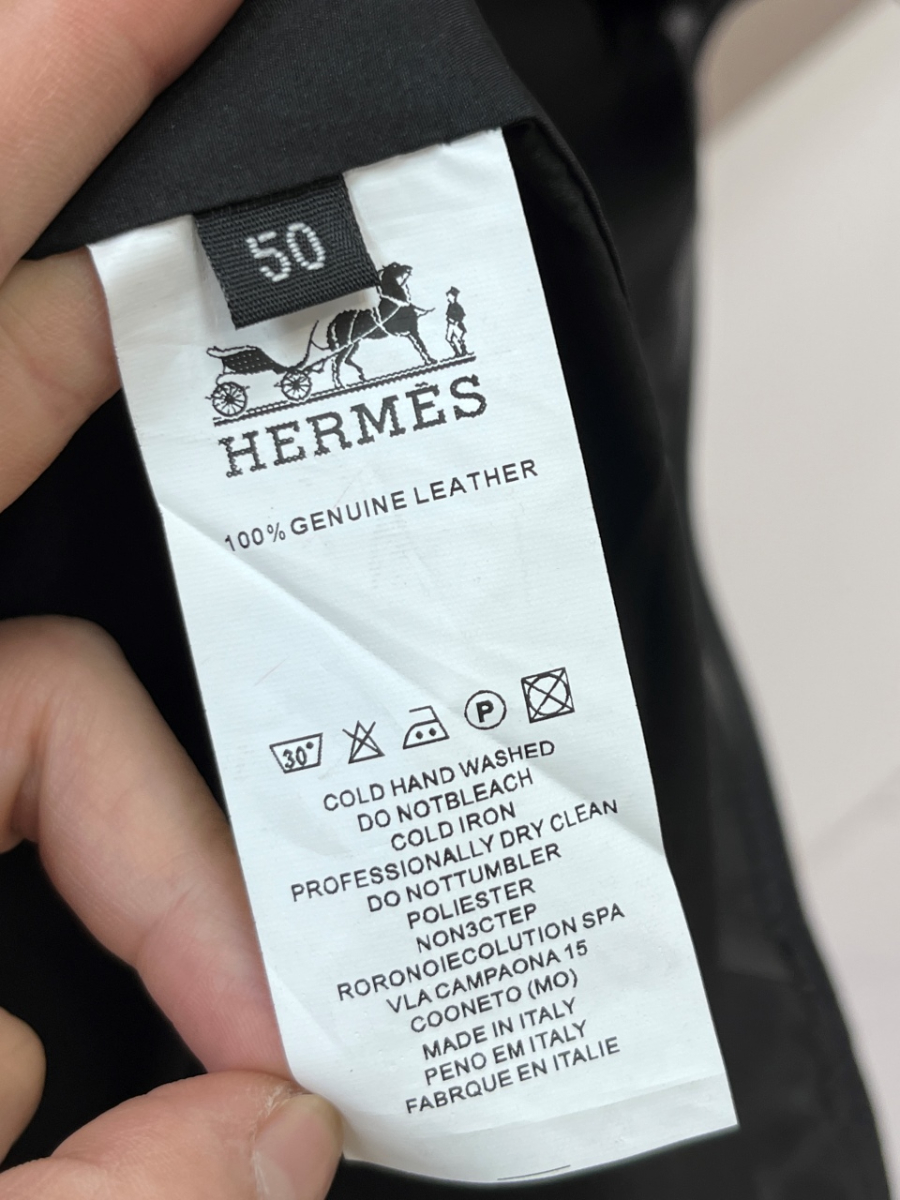 50
HERMÈS
100% GENUINE LEATHER
30°
P
COLD HAND WASHED
DO NOTBLEACH
COLD IRON
PROFESSIONALLY DRY CLEAN
DO NOTTUMBLER
POLIESTER
NON3CTEP
RORONOIECOLUTION SPA
VLA CAMPAONA 15
COONETO (MO)
MADE IN ITALY
PENO EM ITALY
FABRQUE EN ITALIE